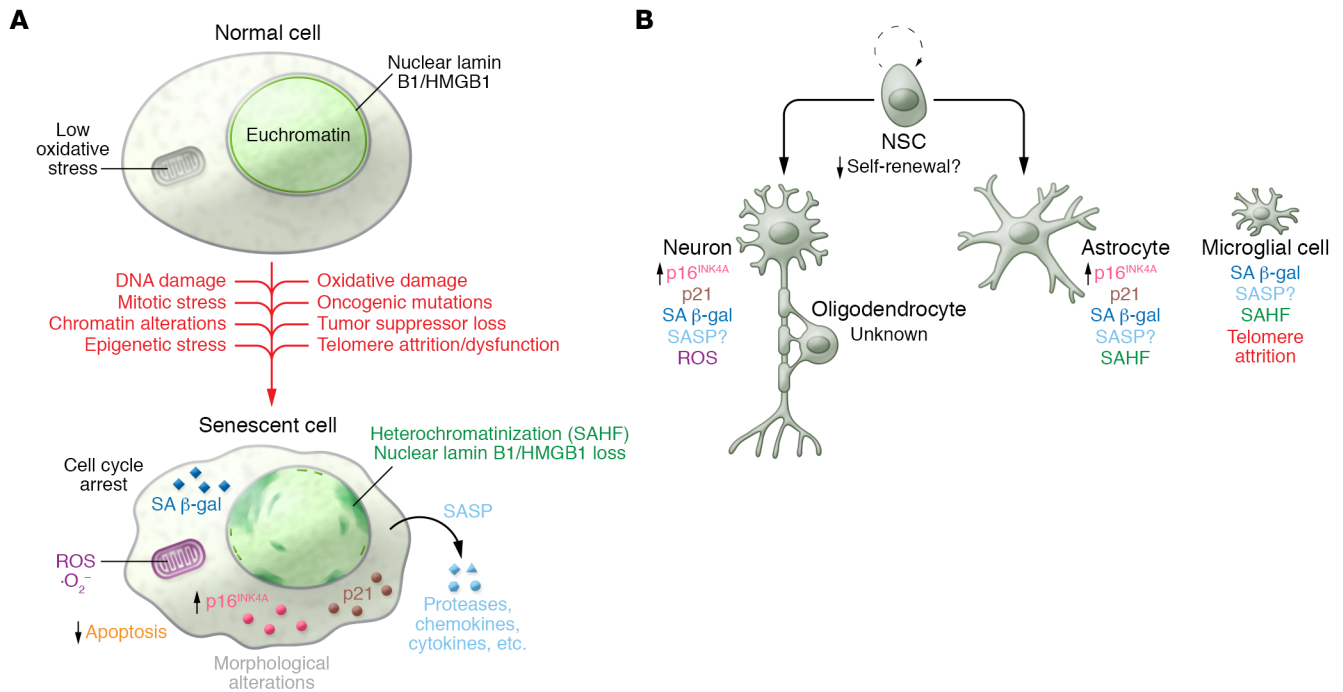 A
Normal cell
Nuclear lamin
B1/HMGB1
Euchromatin
Low
oxidative
stress
DNA damage
Oxidative damage
Mitotic stress
Oncogenic mutations
Chromatin alterations
Tumor suppressor loss
Epigenetic stress
Telomere attrition/dysfunction
Senescent cell
Heterochromatinization (SAHF)
Nuclear lamin B1/HMGB1 loss
Cell cycle
arrest
SA β-gal
SASP
ROS
·O₂⁻
p16INK4A
p21
Proteases,
chemokines,
cytokines, etc.
Apoptosis
Morphological
alterations
B
NSC
Self-renewal?
Neuron
p16INK4A
p21
SA β-gal
SASP?
ROS
Oligodendrocyte
Unknown
Astrocyte
p16INK4A
p21
SA β-gal
SASP?
SAHF
Microglial cell
SA β-gal
SASP?
SAHF
Telomere
attrition